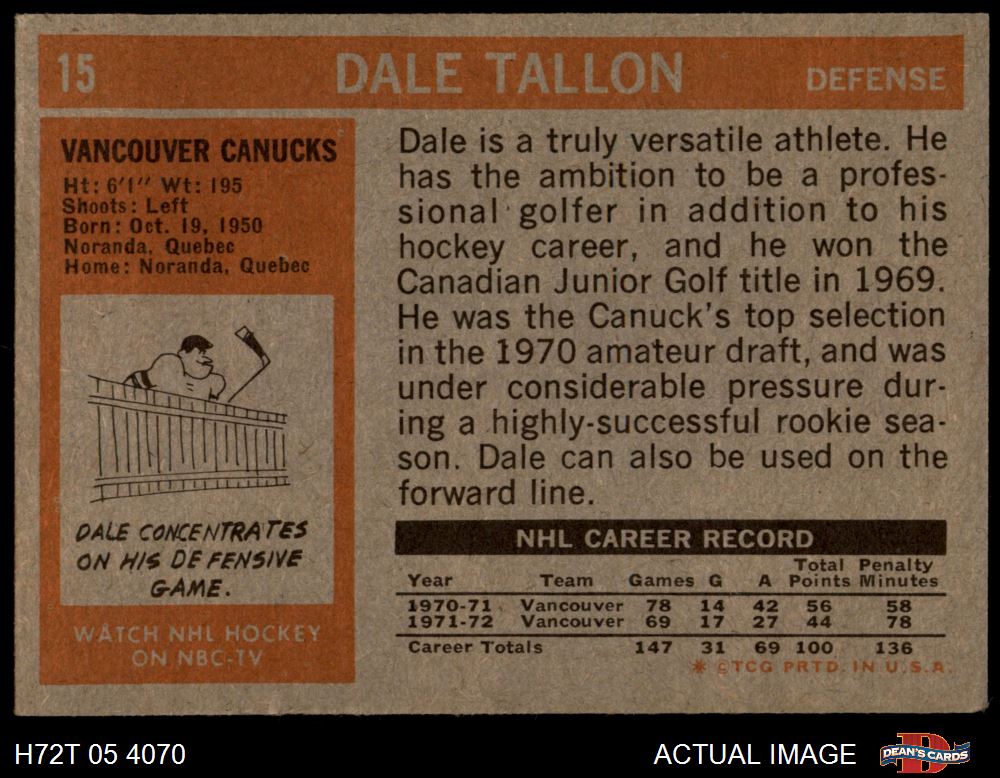 15 DALE TALLON DEFENSE
VANCOUVER CANUCKS
Ht: 6'1" Wt: 195
Shoots: Left
Born: Oct. 19, 1950
Noranda, Quebec
Home: Noranda, Quebec
DALE CONCENTRATES
ON HIS DEFENSIVE
GAME.
WATCH NHL HOCKEY
ON NBC-TV
Dale is a truly versatile athlete. He
has the ambition to be a profes-
sional golfer in addition to his
hockey career, and he won the
Canadian Junior Golf title in 1969.
He was the Canuck's top selection
in the 1970 amateur draft, and was
under considerable pressure dur-
ing a highly-successful rookie sea-
son. Dale can also be used on the
forward line.
NHL CAREER RECORD
Year Team Games G A Total Points Penalty Minutes
1970-71 Vancouver 78 14 42 56 58
1971-72 Vancouver 69 17 27 44 78
Career Totals 147 31 69 100 136
* ©TCG PRTD. IN U.S.A.
H72T 05 4070 ACTUAL IMAGE DEAN'S CARDS